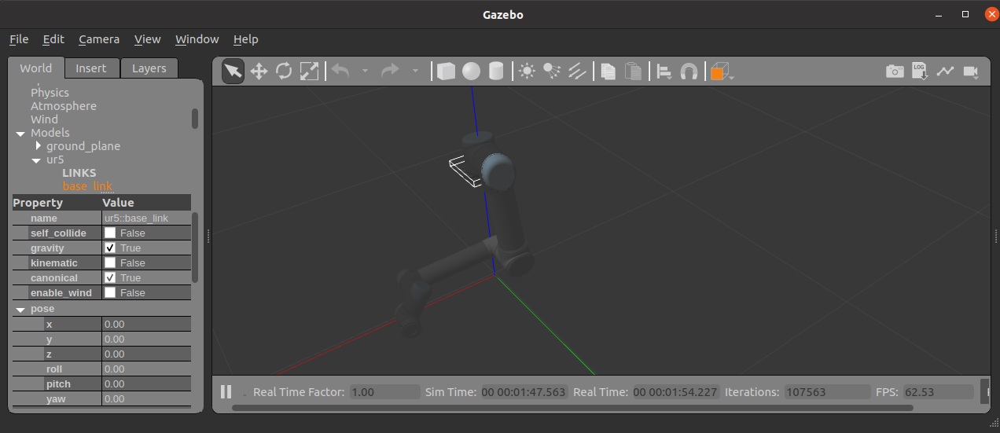 Gazebo
File Edit Camera View Window Help
World Insert Layers
LOG
Physics
Atmosphere
Wind
Models
ground_plane
ur5
LINKS
base_link
Property Value
name ur5::base_link
self_collide False
gravity True
kinematic False
canonical True
enable_wind False
pose
x 0.00
y 0.00
z 0.00
roll 0.00
pitch 0.00
yaw 0.00
Real Time Factor: 1.00 Sim Time: 00 00:01:47.563 Real Time: 00 00:01:54.227 Iterations: 107563 FPS: 62.53